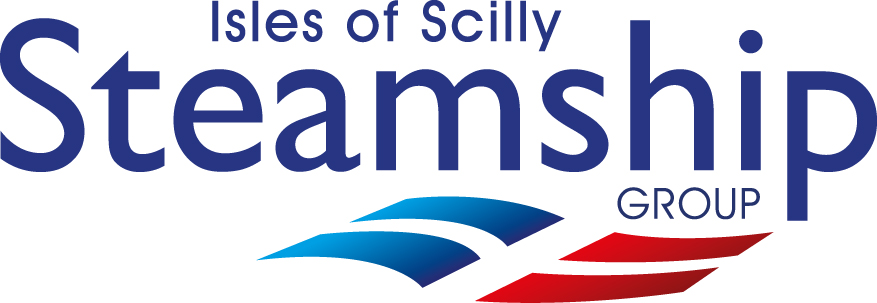 Isles of Scilly
Steamship
GROUP